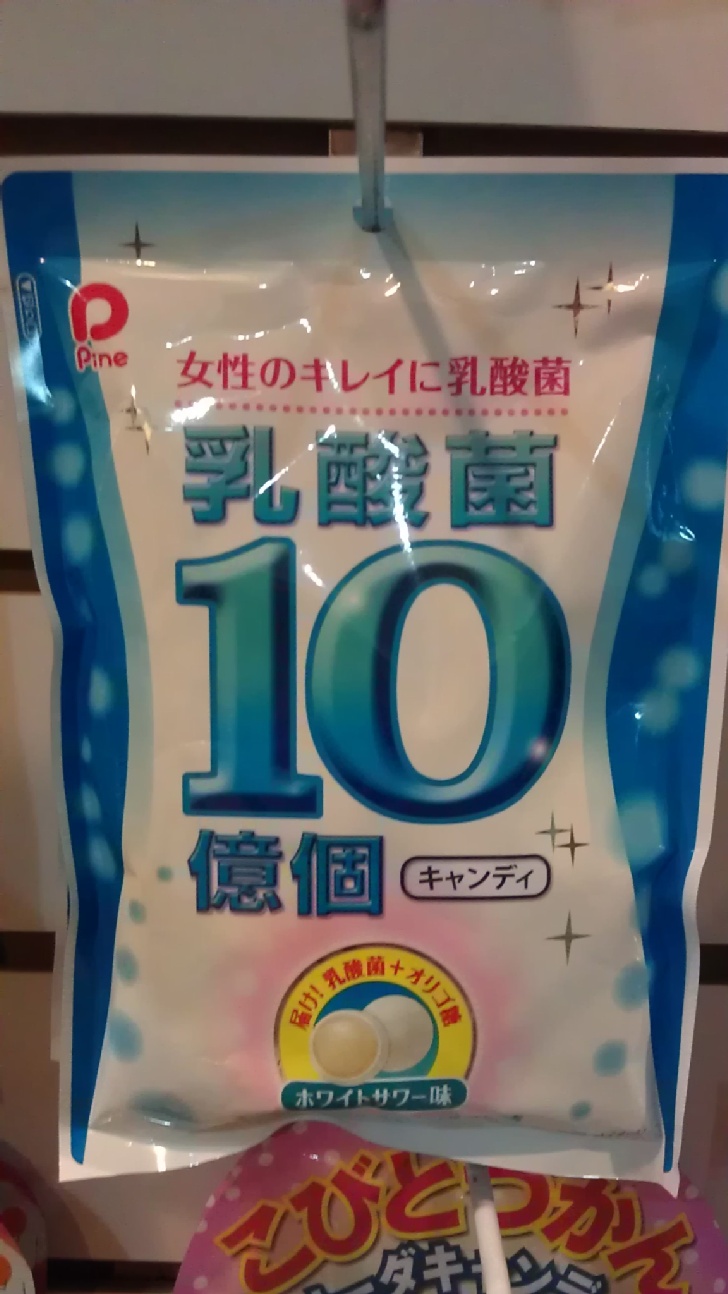 Pine
女性のキレイに乳酸菌
乳酸菌
10
億個
キャンディ
届け!乳酸菌+オリゴ糖
ホワイトサワー味
こびとづかん